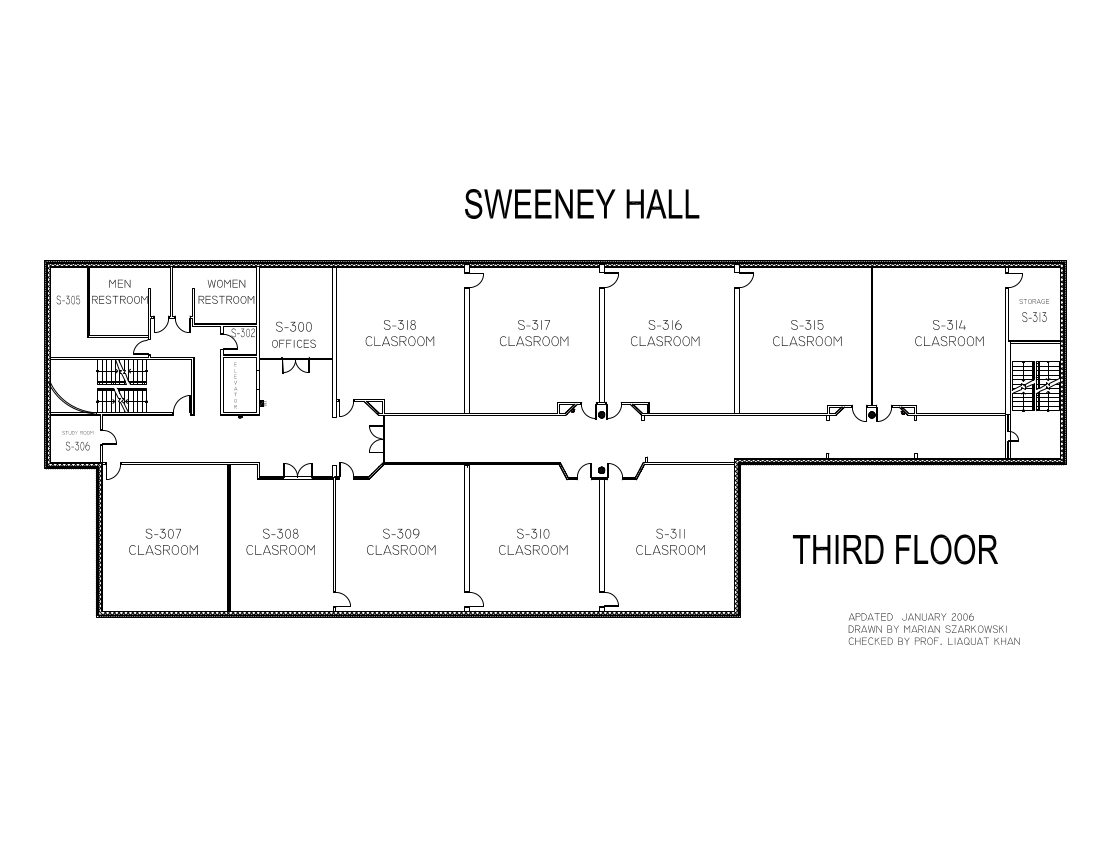 SWEENEY HALL
S-305
MEN
RESTROOM
WOMEN
RESTROOM
S-302
S-300
OFFICES
S-318
CLASROOM
S-317
CLASROOM
S-316
CLASROOM
S-315
CLASROOM
S-314
CLASROOM
STORAGE
S-313
ELEVATOR
STUDY ROOM
S-306
S-307
CLASROOM
S-308
CLASROOM
S-309
CLASROOM
S-310
CLASROOM
S-311
CLASROOM
THIRD FLOOR
APDATED JANUARY 2006
DRAWN BY MARIAN SZARKOWSKI
CHECKED BY PROF. LIAQUAT KHAN